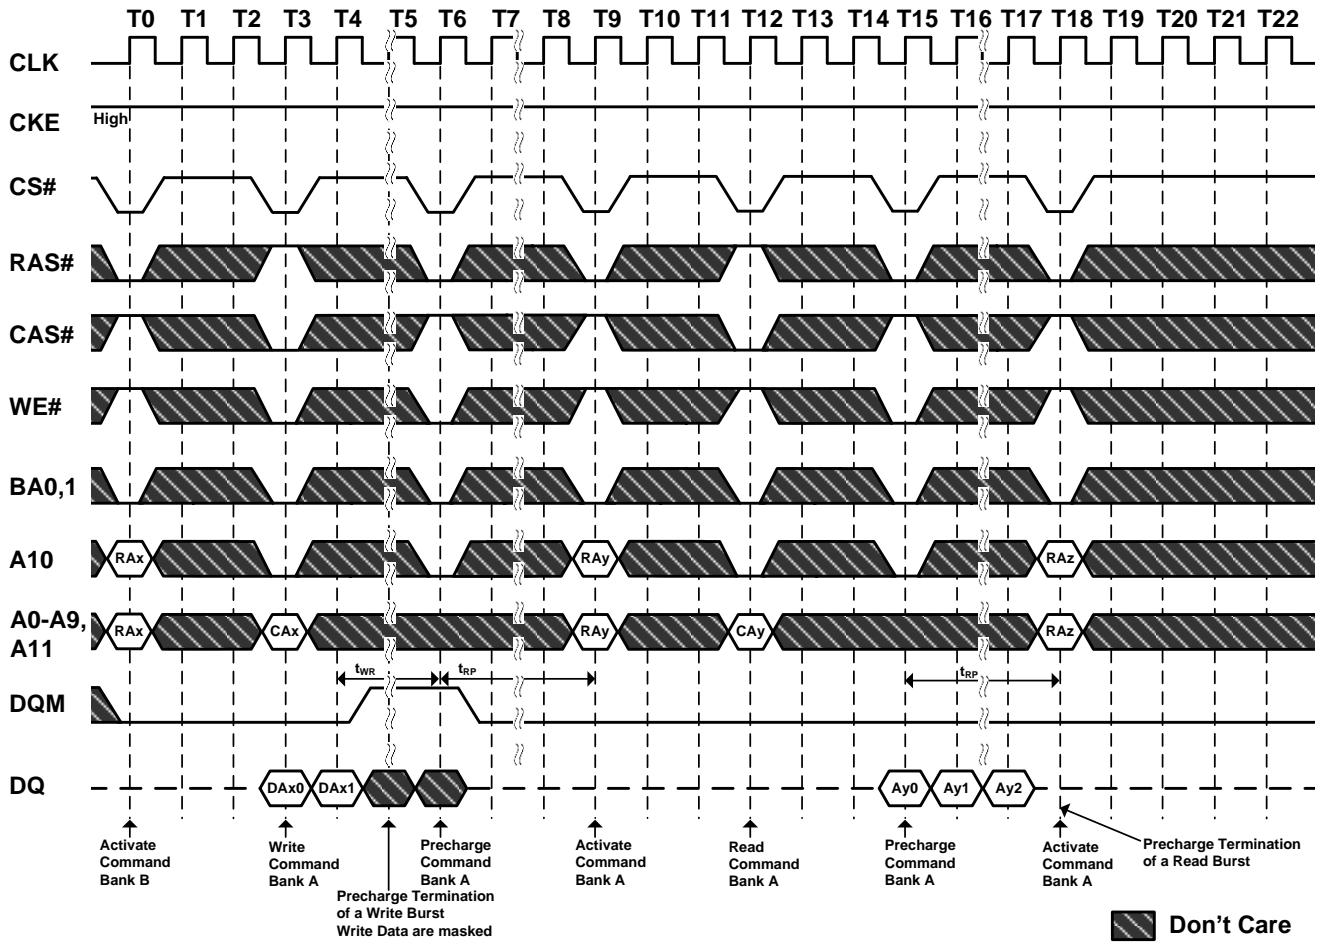 T0 T1 T2 T3 T4 T5 T6 T7 T8 T9 T10 T11 T12 T13 T14 T15 T16 T17 T18 T19 T20 T21 T22
CLK
CKE
High
CS#
RAS#
CAS#
WE#
BA0,1
A10
RAx RAy RAz
A0-A9,
A11
RAx CAx RAy CAy RAz
tWR tRP tRP
DQM
DQ
DAx0 DAx1 Ay0 Ay1 Ay2
Activate
Command
Bank B
Write
Command
Bank A
Precharge Termination
of a Write Burst
Write Data are masked
Precharge
Command
Bank A
Activate
Command
Bank A
Read
Command
Bank A
Precharge
Command
Bank A
Activate
Command
Bank A
Precharge Termination
of a Read Burst
Don't Care